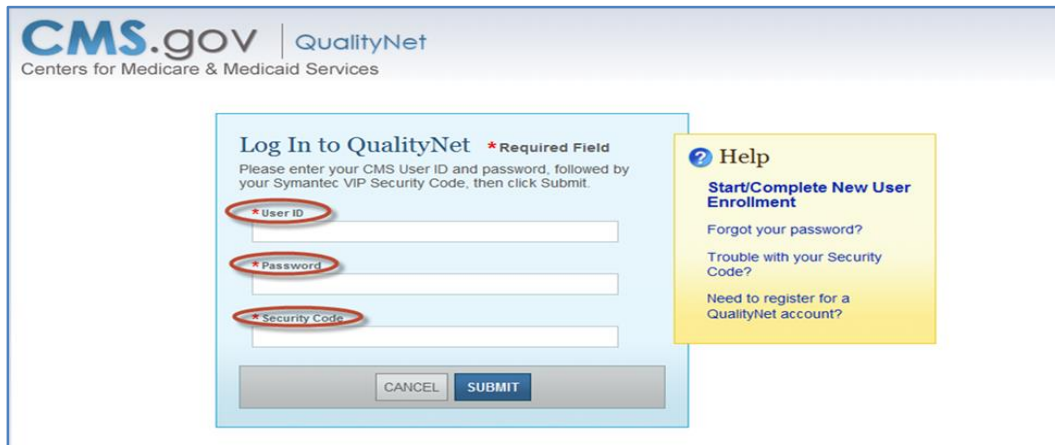 CMS.gov | QualityNet
Centers for Medicare & Medicaid Services
Log In to QualityNet *Required Field
Please enter your CMS User ID and password, followed by
your Symantec VIP Security Code, then click Submit.
*User ID
*Password
*Security Code
CANCEL SUBMIT
? Help
Start/Complete New User
Enrollment
Forgot your password?
Trouble with your Security
Code?
Need to register for a
QualityNet account?